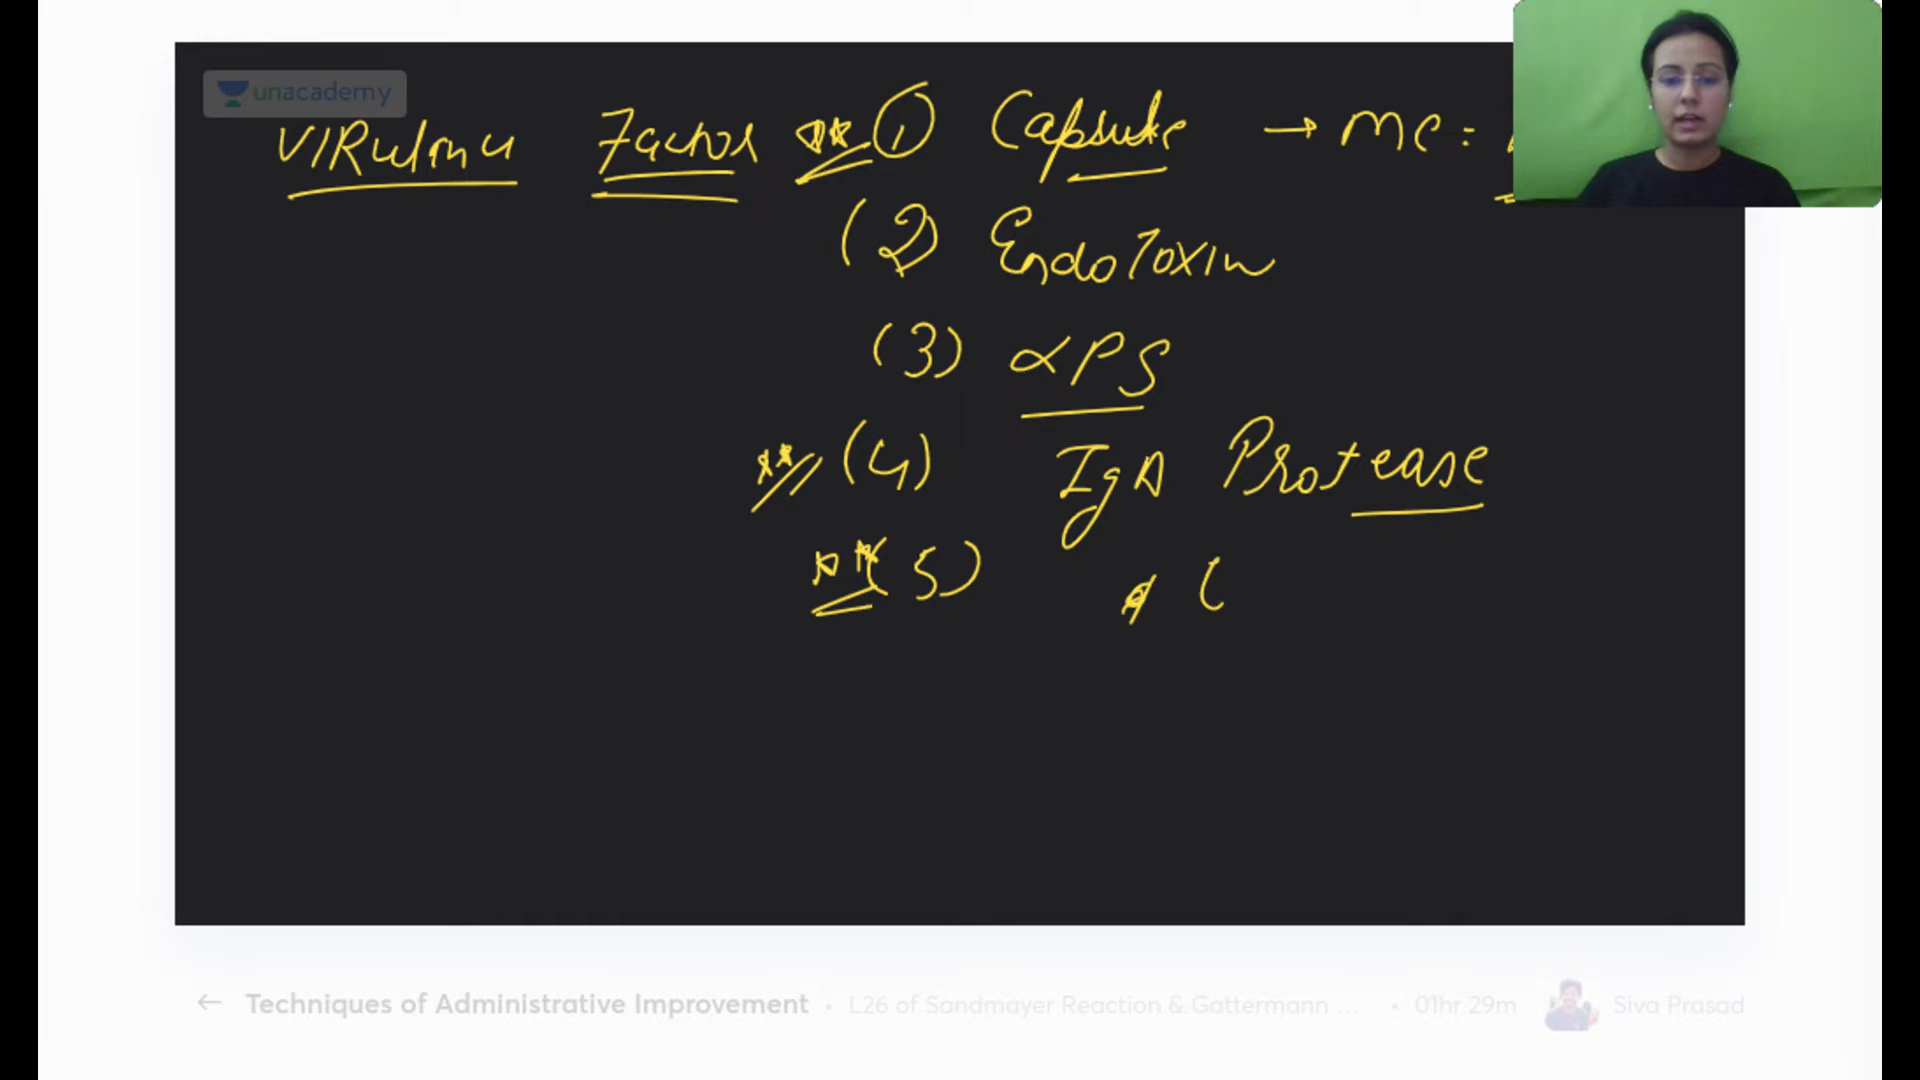 unacademy
VIRulence Factor ** (1) Capsule → MC :
(2) EndoToxin
(3) αPS
** (4) IgA Protease
** (5) (
← Techniques of Administrative Improvement • L26 of Sandmayer Reaction & Gattermann ... • 01hr 29m Siva Prasad